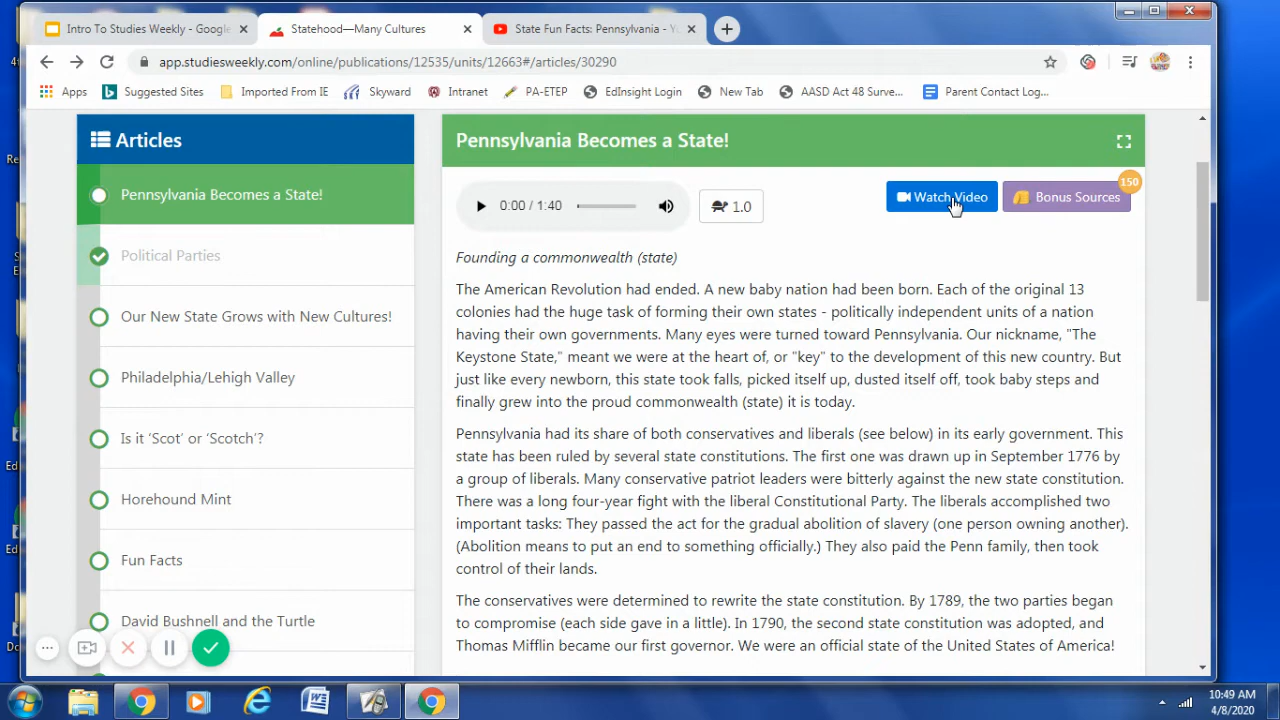 Intro To Studies Weekly - Google
Statehood—Many Cultures
State Fun Facts: Pennsylvania - Y
app.studiesweekly.com/online/publications/12535/units/12663#/articles/30290
Apps
Suggested Sites
Imported From IE
Skyward
Intranet
PA-ETEP
EdInsight Login
New Tab
AASD Act 48 Surve...
Parent Contact Log...
Articles
Pennsylvania Becomes a State!
Political Parties
Our New State Grows with New Cultures!
Philadelphia/Lehigh Valley
Is it ‘Scot’ or ‘Scotch’?
Horehound Mint
Fun Facts
David Bushnell and the Turtle
Pennsylvania Becomes a State!
0:00 / 1:40
1.0
Watch Video
Bonus Sources
150
Founding a commonwealth (state)
The American Revolution had ended. A new baby nation had been born. Each of the original 13
colonies had the huge task of forming their own states - politically independent units of a nation
having their own governments. Many eyes were turned toward Pennsylvania. Our nickname, "The
Keystone State," meant we were at the heart of, or "key" to the development of this new country. But
just like every newborn, this state took falls, picked itself up, dusted itself off, took baby steps and
finally grew into the proud commonwealth (state) it is today.
Pennsylvania had its share of both conservatives and liberals (see below) in its early government. This
state has been ruled by several state constitutions. The first one was drawn up in September 1776 by
a group of liberals. Many conservative patriot leaders were bitterly against the new state constitution.
There was a long four-year fight with the liberal Constitutional Party. The liberals accomplished two
important tasks: They passed the act for the gradual abolition of slavery (one person owning another).
(Abolition means to put an end to something officially.) They also paid the Penn family, then took
control of their lands.
The conservatives were determined to rewrite the state constitution. By 1789, the two parties began
to compromise (each side gave in a little). In 1790, the second state constitution was adopted, and
Thomas Mifflin became our first governor. We were an official state of the United States of America!
10:49 AM
4/8/2020